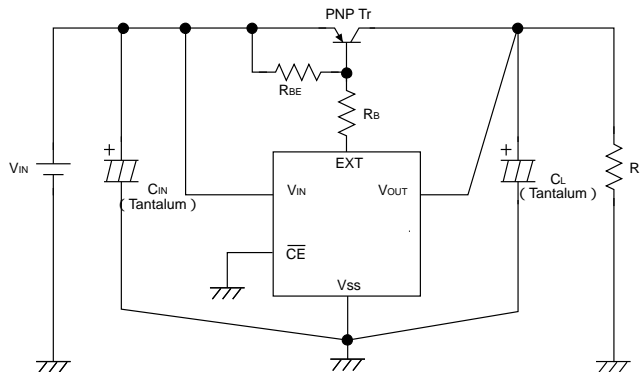 PNP Tr
RBE
RB
EXT
VIN
+
CIN
( Tantalum )
VIN
VOUT
+
CL
( Tantalum )
R
CE
VSS